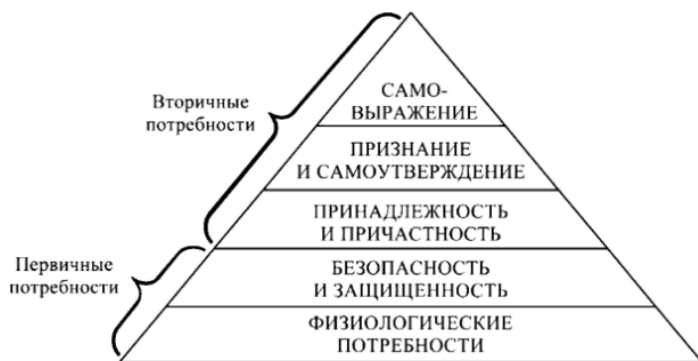 Вторичные
потребности
САМО-
ВЫРАЖЕНИЕ
ПРИЗНАНИЕ
И САМОУТВЕРЖДЕНИЕ
ПРИНАДЛЕЖНОСТЬ
И ПРИЧАСТНОСТЬ
Первичные
потребности
БЕЗОПАСНОСТЬ
И ЗАЩИЩЕННОСТЬ
ФИЗИОЛОГИЧЕСКИЕ
ПОТРЕБНОСТИ